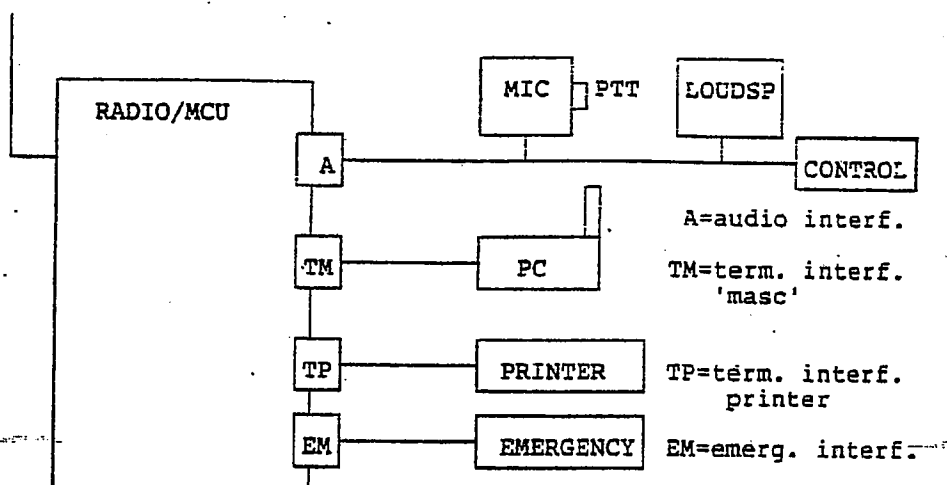 MIC PTT LOUDSP
RADIO/MCU
A CONTROL
A=audio interf.
TM PC TM=term. interf.
'masc'
TP PRINTER TP=term. interf.
printer
EM EMERGENCY EM=emerg. interf.